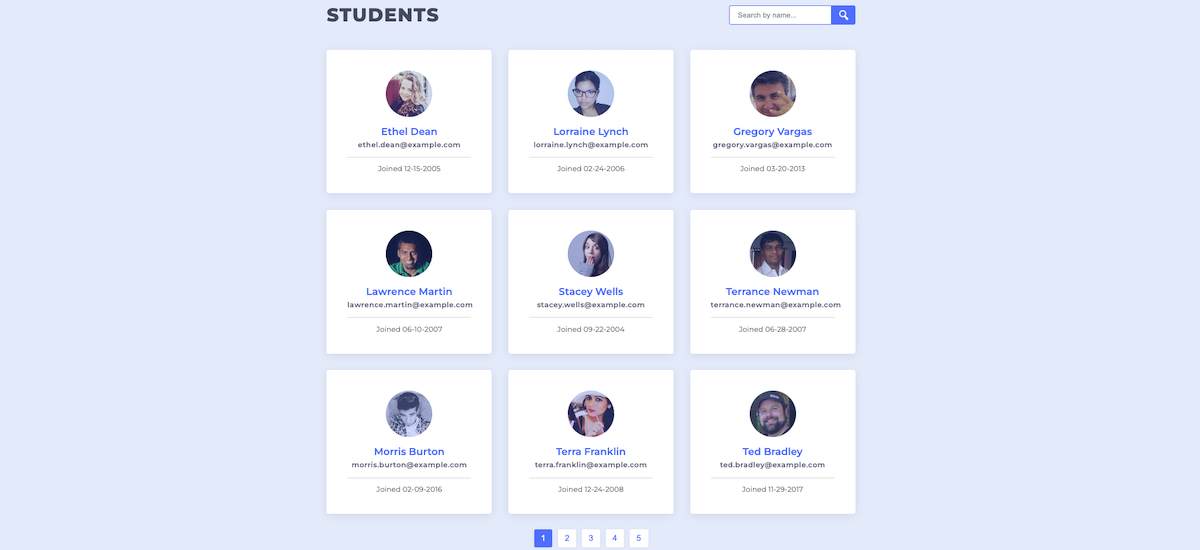 STUDENTS
Search by name...
Ethel Dean
ethel.dean@example.com
Joined 12-15-2005
Lorraine Lynch
lorraine.lynch@example.com
Joined 02-24-2006
Gregory Vargas
gregory.vargas@example.com
Joined 03-20-2013
Lawrence Martin
lawrence.martin@example.com
Joined 06-10-2007
Stacey Wells
stacey.wells@example.com
Joined 09-22-2004
Terrance Newman
terrance.newman@example.com
Joined 06-28-2007
Morris Burton
morris.burton@example.com
Joined 02-09-2016
Terra Franklin
terra.franklin@example.com
Joined 12-24-2008
Ted Bradley
ted.bradley@example.com
Joined 11-29-2017
1 2 3 4 5